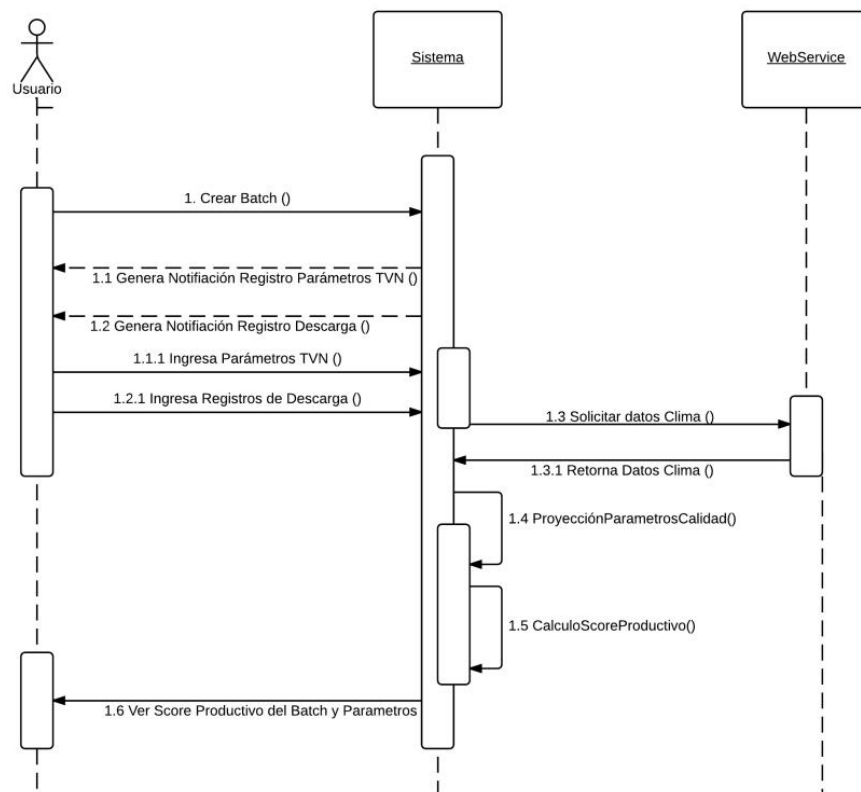 Usuario
Sistema
WebService
1. Crear Batch ()
1.1 Genera Notifiación Registro Parámetros TVN ()
1.2 Genera Notifiación Registro Descarga ()
1.1.1 Ingresa Parámetros TVN ()
1.2.1 Ingresa Registros de Descarga ()
1.3 Solicitar datos Clima ()
1.3.1 Retorna Datos Clima ()
1.4 ProyecciónParametrosCalidad()
1.5 CalculoScoreProductivo()
1.6 Ver Score Productivo del Batch y Parametros